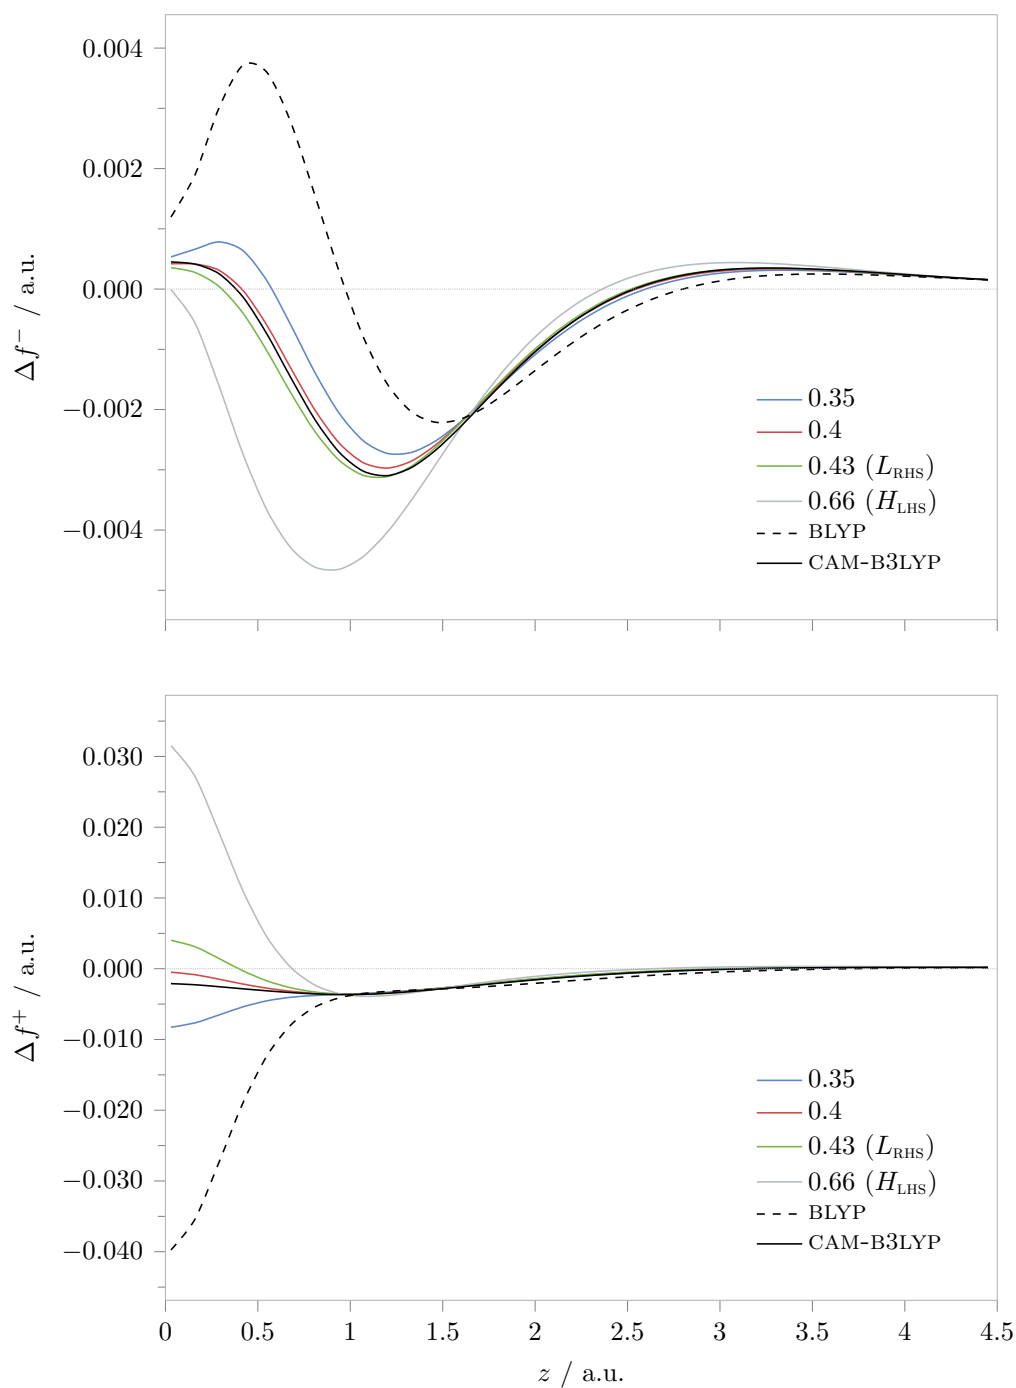 0.004
0.002
0.000
−0.002
−0.004
Δf⁻ / a.u.
0.35
0.4
0.43 (L_RHS)
0.66 (H_LHS)
BLYP
CAM-B3LYP
0.030
0.020
0.010
0.000
−0.010
−0.020
−0.030
−0.040
Δf⁺ / a.u.
0.35
0.4
0.43 (L_RHS)
0.66 (H_LHS)
BLYP
CAM-B3LYP
0 0.5 1 1.5 2 2.5 3 3.5 4 4.5
z / a.u.